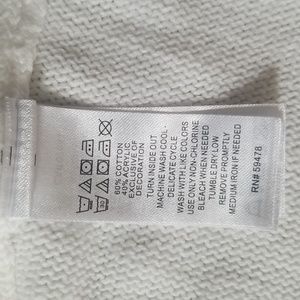 60% COTTON
40% ACRYLIC
EXCLUSIVE OF
DECORATION
TURN INSIDE OUT
MACHINE WASH COOL-
DELICATE CYCLE
WASH WITH LIKE COLORS
USE ONLY NON-CHLORINE
BLEACH WHEN NEEDED
TUMBLE DRY LOW
REMOVE PROMPTLY
MEDIUM IRON IF NEEDED
RN# 59478